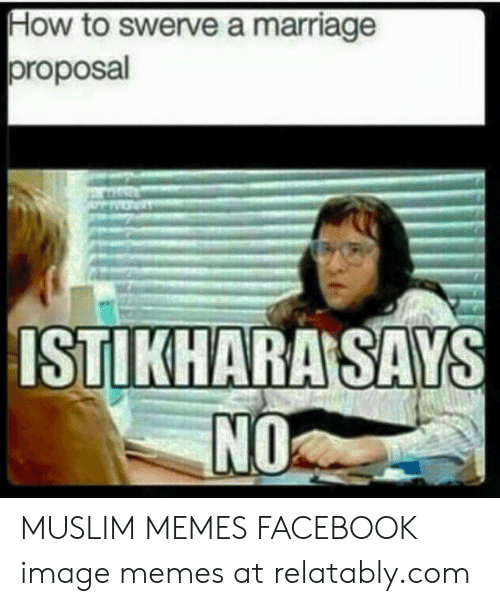 How to swerve a marriage
proposal
ISTIKHARA SAYS
NO
MUSLIM MEMES FACEBOOK
image memes at relatably.com